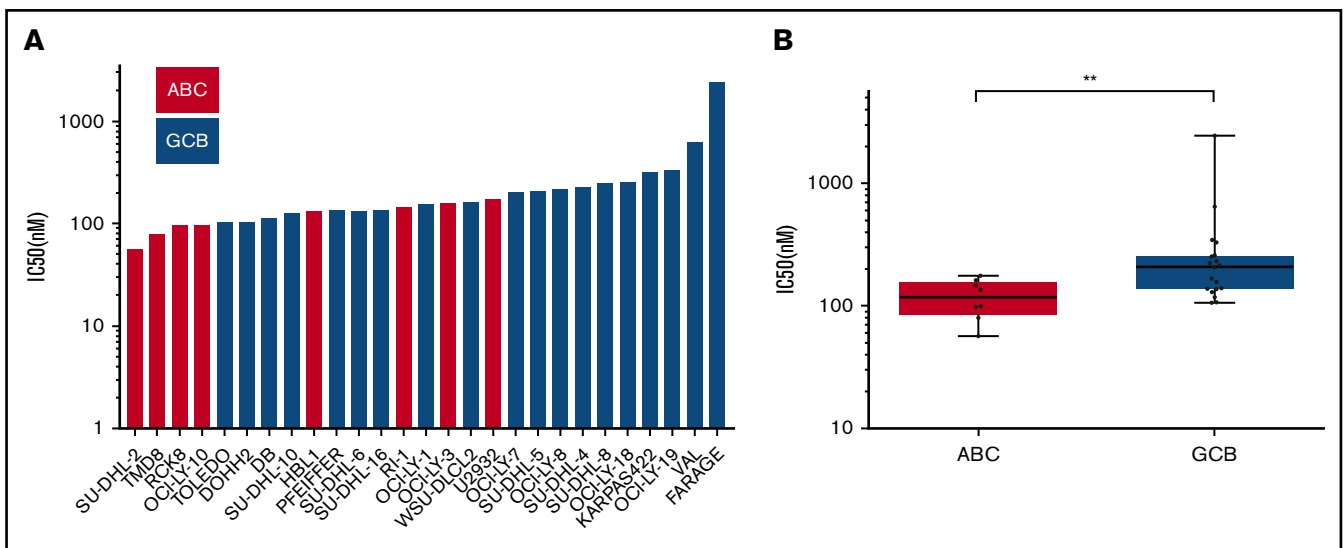 A
ABC
GCB
IC50(nM)
1000
100
10
1
SU-DHL-2
TMD8
RCK8
OCI-LY-10
TOLEDO
DOHH2
DB
SU-DHL-10
HBL1
PFEIFFER
SU-DHL-6
SU-DHL-16
RI-1
OCI-LY-1
OCI-LY-3
WSU-DLCL2
U2932
OCI-LY-7
SU-DHL-5
OCI-LY-8
SU-DHL-4
SU-DHL-8
OCI-LY-18
KARPAS422
OCI-LY-19
VAL
FARAGE
B
**
IC50(nM)
1000
100
10
ABC
GCB